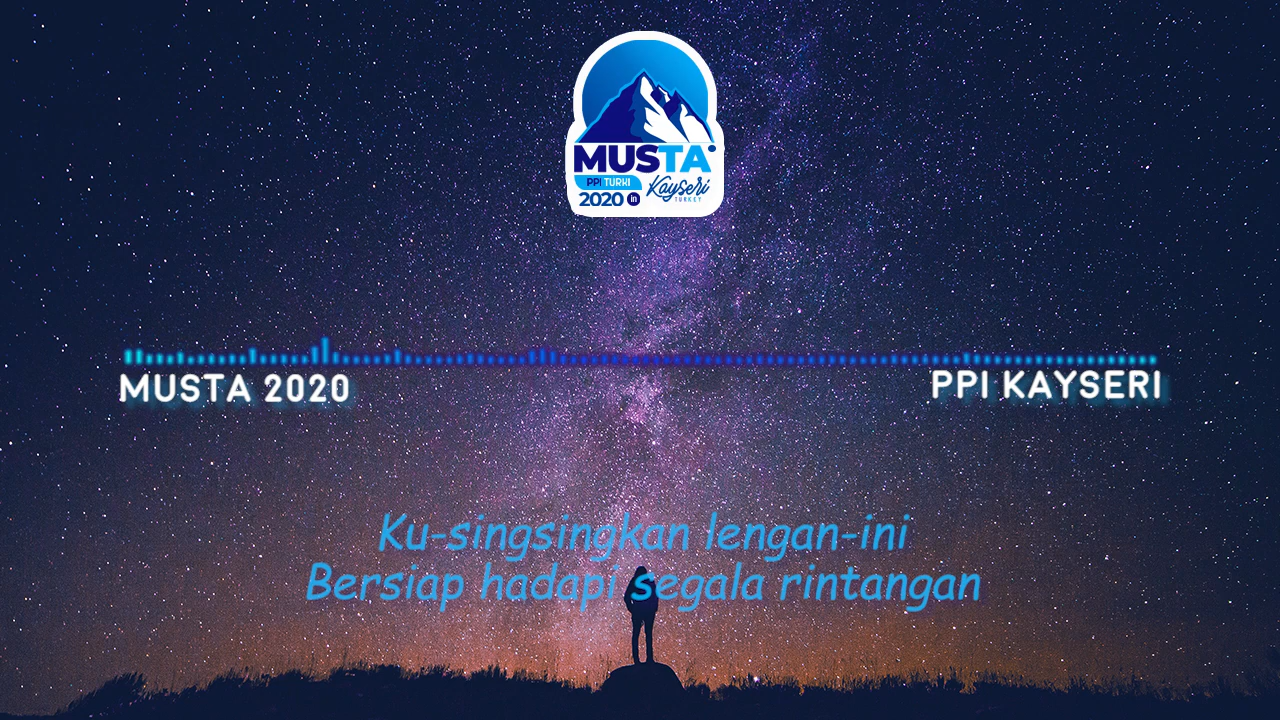 MUSTA
PPI TURKI
2020 in Kayseri
TURKEY
MUSTA 2020
PPI KAYSERI
Ku-singsingkan lengan-ini
Bersiap hadapi segala rintangan